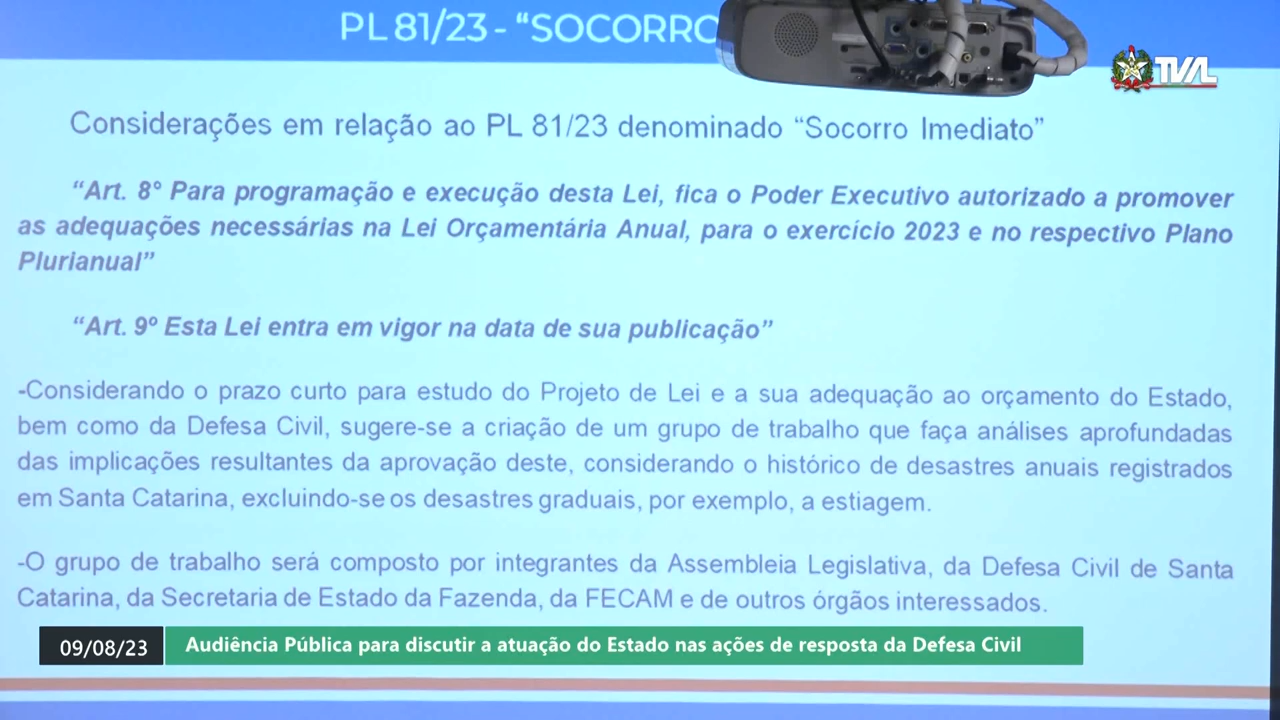 PL 81/23 - “SOCORRO
TVAL
Considerações em relação ao PL 81/23 denominado “Socorro Imediato”
“Art. 8° Para programação e execução desta Lei, fica o Poder Executivo autorizado a promover
as adequações necessárias na Lei Orçamentária Anual, para o exercício 2023 e no respectivo Plano
Plurianual”
“Art. 9º Esta Lei entra em vigor na data de sua publicação”
-Considerando o prazo curto para estudo do Projeto de Lei e a sua adequação ao orçamento do Estado,
bem como da Defesa Civil, sugere-se a criação de um grupo de trabalho que faça análises aprofundadas
das implicações resultantes da aprovação deste, considerando o histórico de desastres anuais registrados
em Santa Catarina, excluindo-se os desastres graduais, por exemplo, a estiagem.
-O grupo de trabalho será composto por integrantes da Assembleia Legislativa, da Defesa Civil de Santa
Catarina, da Secretaria de Estado da Fazenda, da FECAM e de outros órgãos interessados.
09/08/23
Audiência Pública para discutir a atuação do Estado nas ações de resposta da Defesa Civil